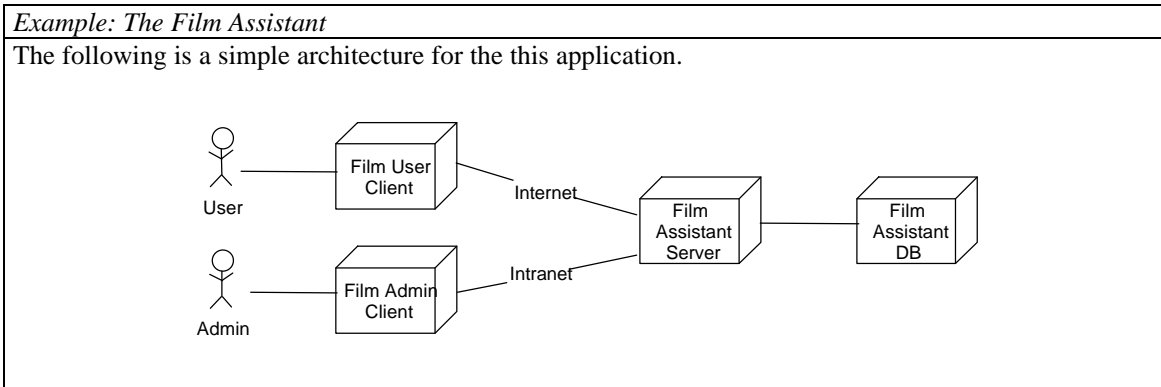 Example: The Film Assistant
The following is a simple architecture for the this application.
Film User
Client
User
Internet
Film
Assistant
Server
Film
Assistant
DB
Film Admin
Client
Intranet
Admin